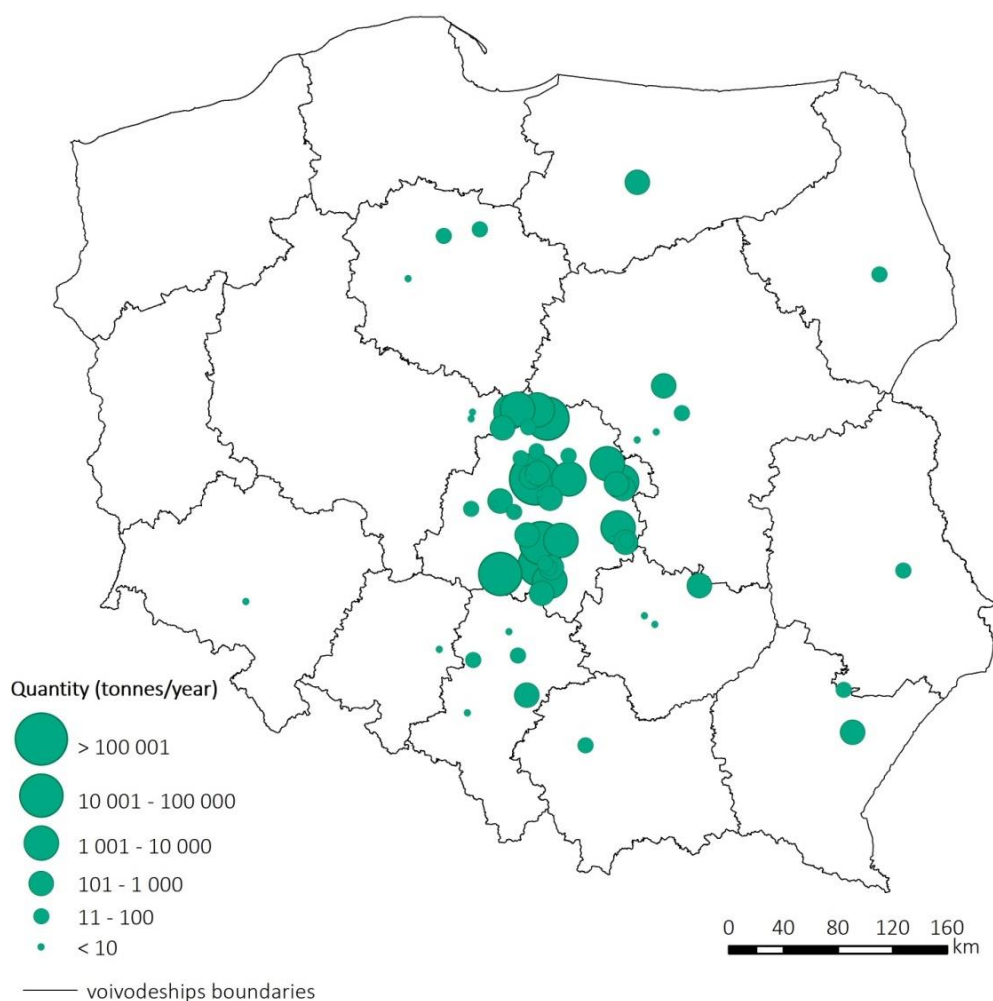 Quantity (tonnes/year)
> 100 001
10 001 - 100 000
1 001 - 10 000
101 - 1 000
11 - 100
< 10
voivodeships boundaries
0 40 80 120 160
km